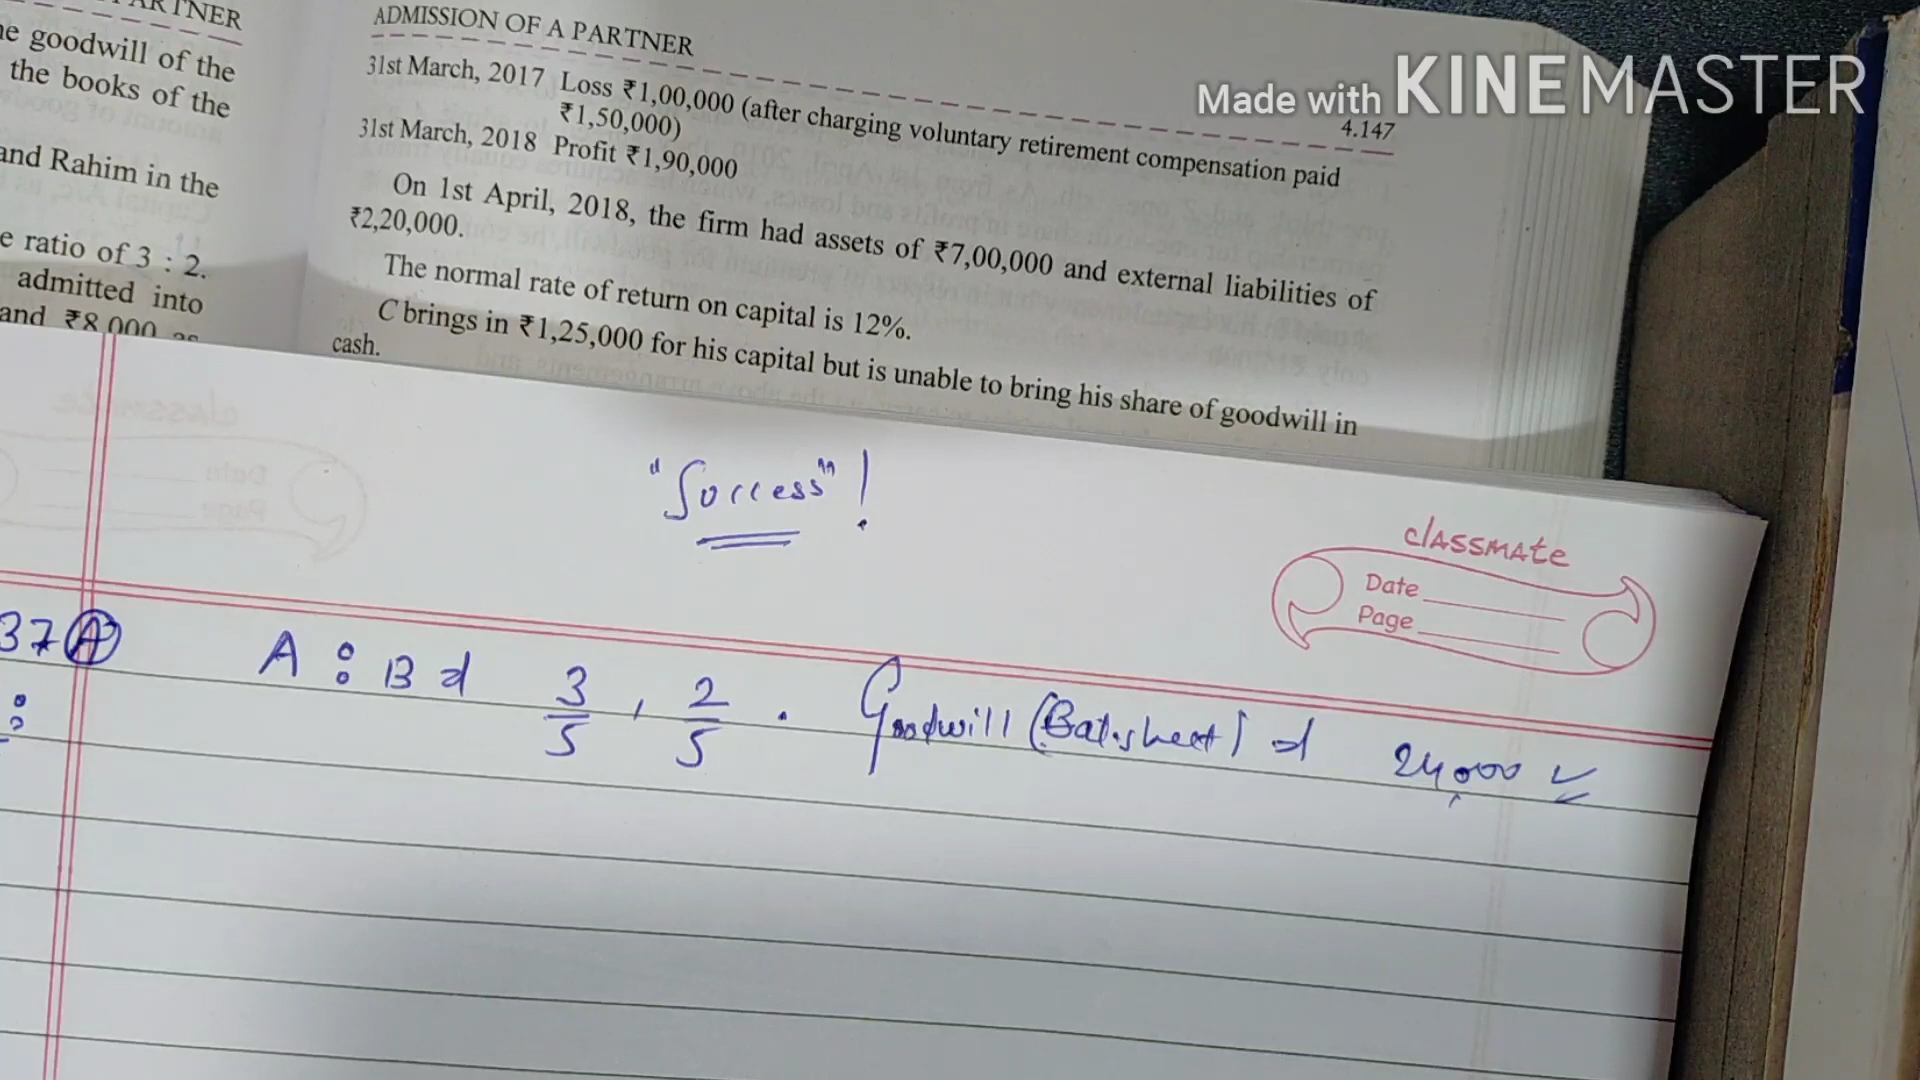 PARTNER
e goodwill of the
the books of the
and Rahim in the
e ratio of 3 : 2.
admitted into
and ₹8,000 as
ADMISSION OF A PARTNER
4.147
31st March, 2017 Loss ₹1,00,000 (after charging voluntary retirement compensation paid
₹1,50,000)
31st March, 2018 Profit ₹1,90,000
On 1st April, 2018, the firm had assets of ₹7,00,000 and external liabilities of
₹2,20,000.
The normal rate of return on capital is 12%.
C brings in ₹1,25,000 for his capital but is unable to bring his share of goodwill in
cash.
Made with KINEMASTER
"Success" !
classmate
Date
Page
37 A
A : B 3/5 , 2/5 . Goodwill (Bal.sheet) 24,000